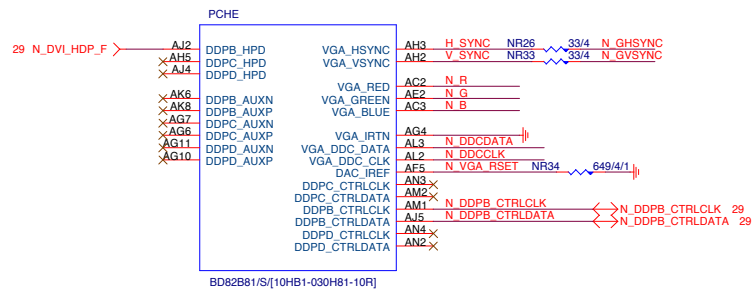 PCHE
29 N_DVI_HDP_F AJ2 DDPB_HPD VGA_HSYNC AH3 H_SYNC NR26 33/4 N_GHSYNC
AH5 DDPC_HPD VGA_VSYNC AH2 V_SYNC NR33 33/4 N_GVSYNC
AJ4 DDPD_HPD
VGA_RED AC2 N_R
AK6 DDPB_AUXN VGA_GREEN AE2 N_G
AK8 DDPB_AUXP VGA_BLUE AC3 N_B
AG7 DDPC_AUXN
AG6 DDPC_AUXP VGA_IRTN AG4
AG11 DDPD_AUXN VGA_DDC_DATA AL3 N_DDCDATA
AG10 DDPD_AUXP VGA_DDC_CLK AL2 N_DDCCLK
DAC_IREF AF5 N_VGA_RSET NR34 649/4/1
DDPC_CTRLCLK AN3
DDPC_CTRLDATA AM2
DDPB_CTRLCLK AM1 N_DDPB_CTRLCLK N_DDPB_CTRLCLK 29
DDPB_CTRLDATA AJ5 N_DDPB_CTRLDATA N_DDPB_CTRLDATA 29
DDPD_CTRLCLK AN4
DDPD_CTRLDATA AN2
BD82B81/S/[10HB1-030H81-10R]